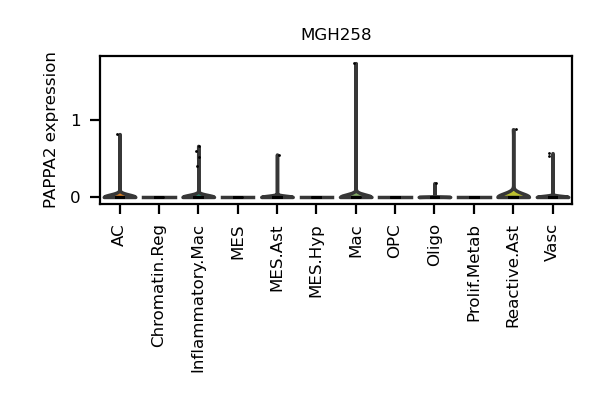 MGH258
PAPPA2 expression
1
0
AC
Chromatin.Reg
Inflammatory.Mac
MES
MES.Ast
MES.Hyp
Mac
OPC
Oligo
Prolif.Metab
Reactive.Ast
Vasc